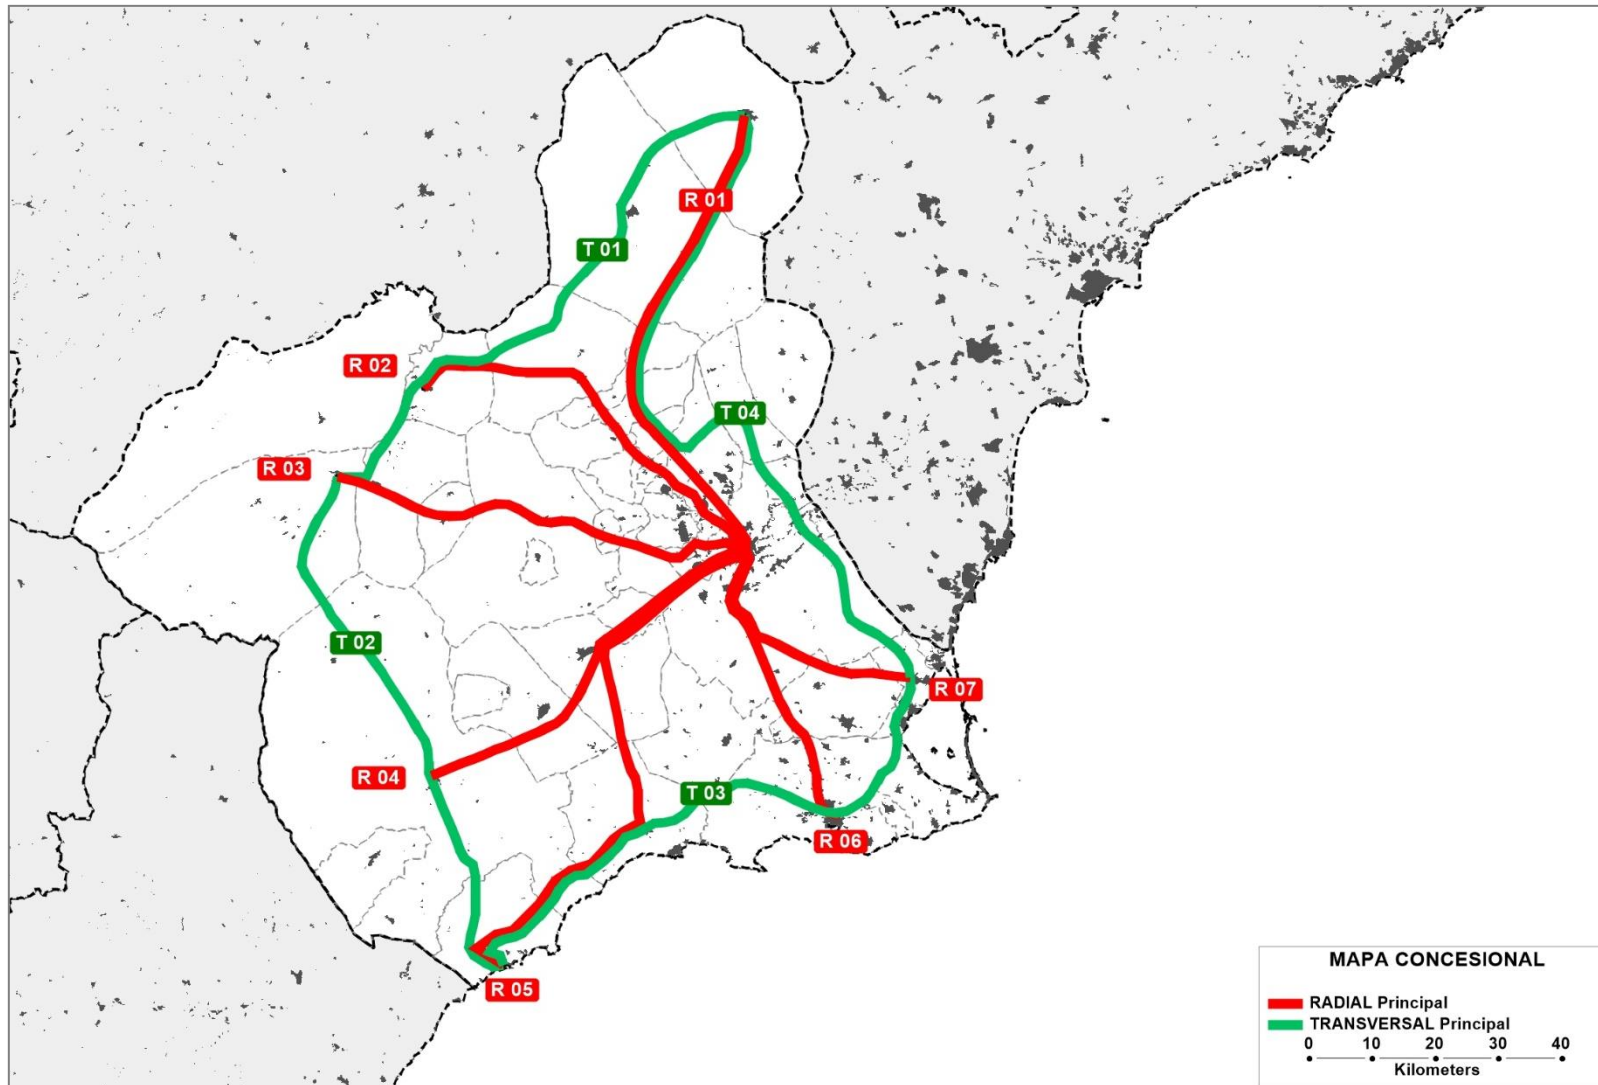 R 01
T 01
R 02
T 04
R 03
T 02
R 07
R 04
T 03
R 06
R 05
MAPA CONCESIONAL
RADIAL Principal
TRANSVERSAL Principal
0 10 20 30 40
Kilometers